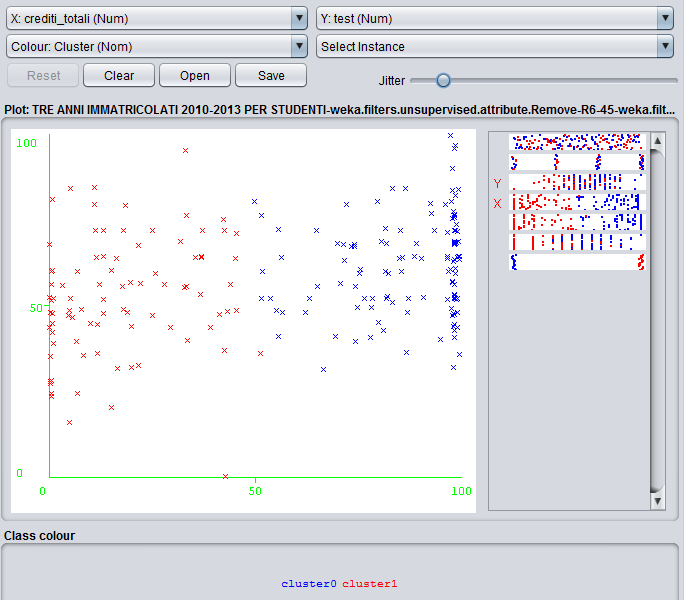 X: crediti_totali (Num) Y: test (Num)
Colour: Cluster (Nom) Select Instance
Reset Clear Open Save Jitter
Plot: TRE ANNI IMMATRICOLATI 2010-2013 PER STUDENTI-weka.filters.unsupervised.attribute.Remove-R6-45-weka.filt...
100
Y
X
50
0
0 50 100
Class colour
cluster0 cluster1